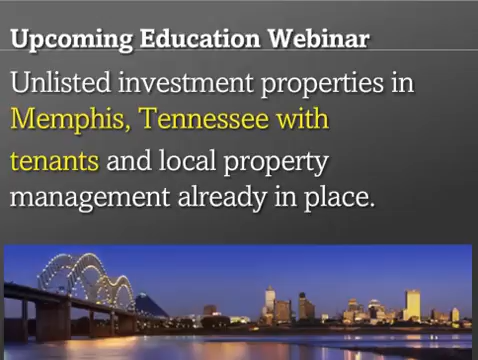 Upcoming Education Webinar
Unlisted investment properties in
Memphis, Tennessee with
tenants and local property
management already in place.